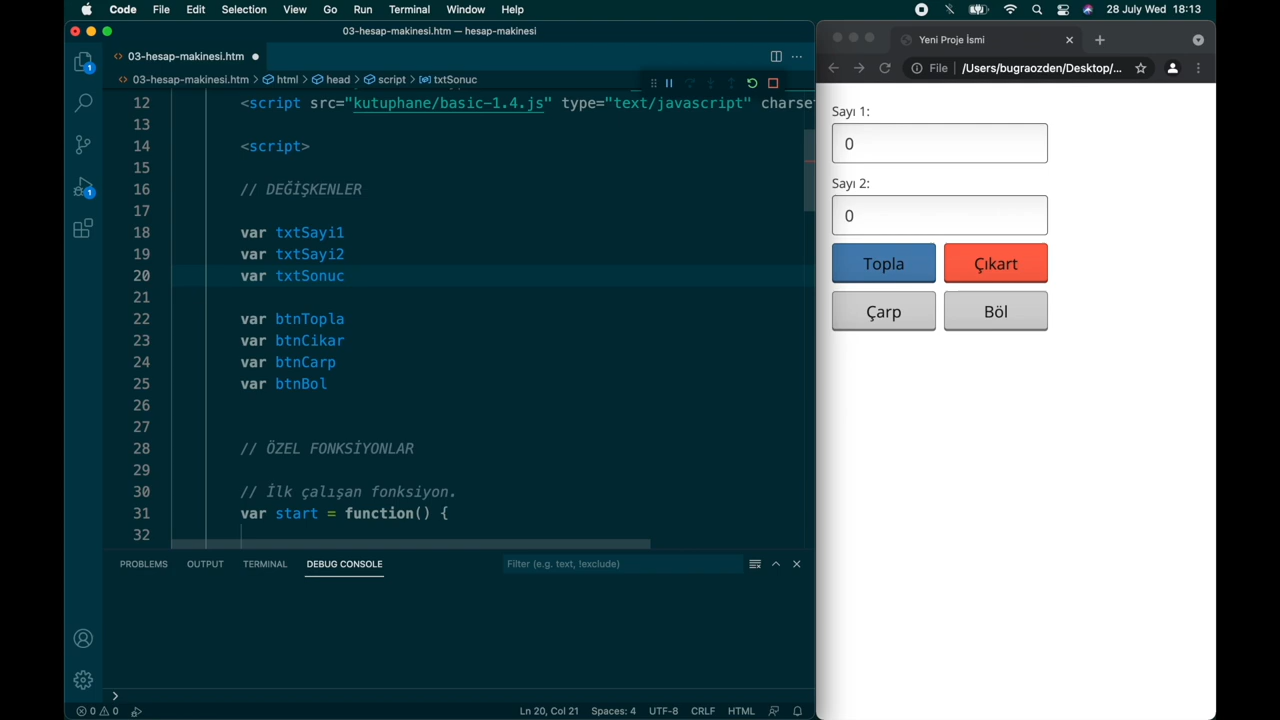 Code File Edit Selection View Go Run Terminal Window Help 28 July Wed 18:13
03-hesap-makinesi.htm — hesap-makinesi
03-hesap-makinesi.htm
03-hesap-makinesi.htm > html > head > script > txtSonuc
12 <script src="kutuphane/basic-1.4.js" type="text/javascript" charset
13
14 <script>
15
16 // DEĞİŞKENLER
17
18 var txtSayi1
19 var txtSayi2
20 var txtSonuc
21
22 var btnTopla
23 var btnCikar
24 var btnCarp
25 var btnBol
26
27
28 // ÖZEL FONKSİYONLAR
29
30 // İlk çalışan fonksiyon.
31 var start = function() {
32
PROBLEMS OUTPUT TERMINAL DEBUG CONSOLE Filter (e.g. text, !exclude)
0 0 Ln 20, Col 21 Spaces: 4 UTF-8 CRLF HTML
Yeni Proje İsmi
File /Users/bugraozden/Desktop/...
Sayı 1:
0
Sayı 2:
0
Topla Çıkart
Çarp Böl
1
1